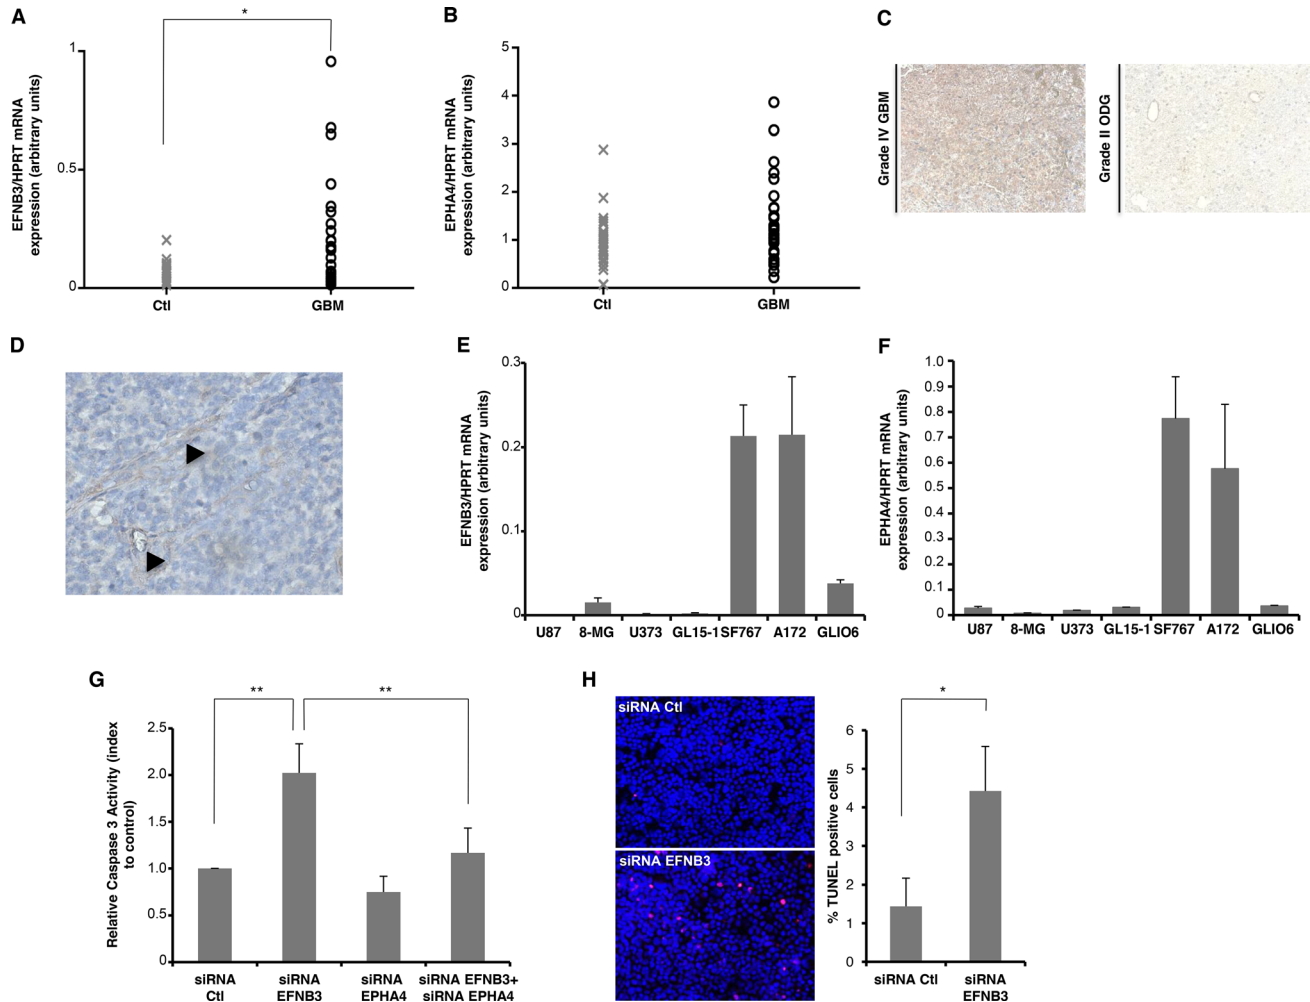 A
*
EFNB3/HPRT mRNA
expression (arbitrary units)
1
0.5
0
Ctl
GBM
B
EPHA4/HPRT mRNA
expression (arbitrary units)
5
4
3
2
1
0
Ctl
GBM
C
Grade IV GBM
Grade II ODG
D
E
EFNB3/HPRT mRNA
expression (arbitrary units)
0.3
0.2
0.1
0
U87 8-MG U373 GL15-1 SF767 A172 GLIO6
F
EPHA4/HPRT mRNA
expression (arbitrary units)
1.0
0.9
0.8
0.7
0.6
0.5
0.4
0.3
0.2
0.1
0
U87 8-MG U373 GL15-1 SF767 A172 GLIO6
G
** **
Relative Caspase 3 Activity (index
to control)
2.5
2.0
1.5
1.0
0.5
0
siRNA
Ctl
siRNA
EFNB3
siRNA
EPHA4
siRNA EFNB3+
siRNA EPHA4
H
siRNA Ctl
siRNA EFNB3
*
% TUNEL positive cells
6
5
4
3
2
1
0
siRNA Ctl
siRNA
EFNB3